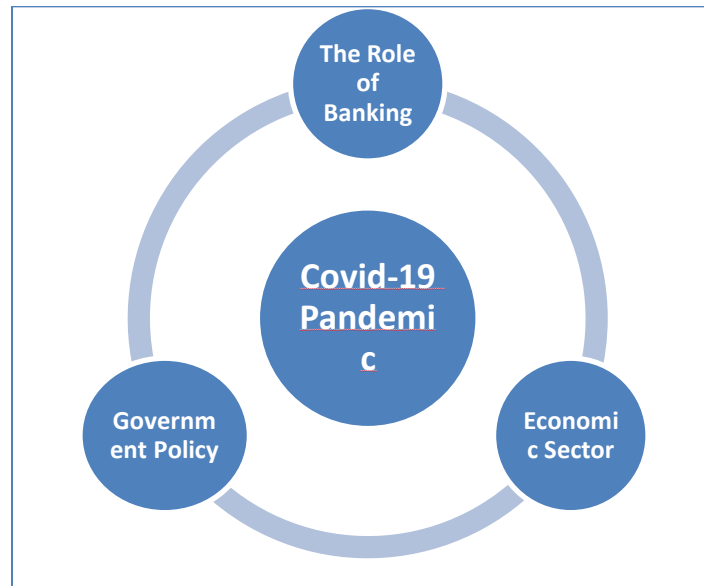 The Role
of
Banking
Covid-19
Pandemi
c
Governm
ent Policy
Economi
c Sector